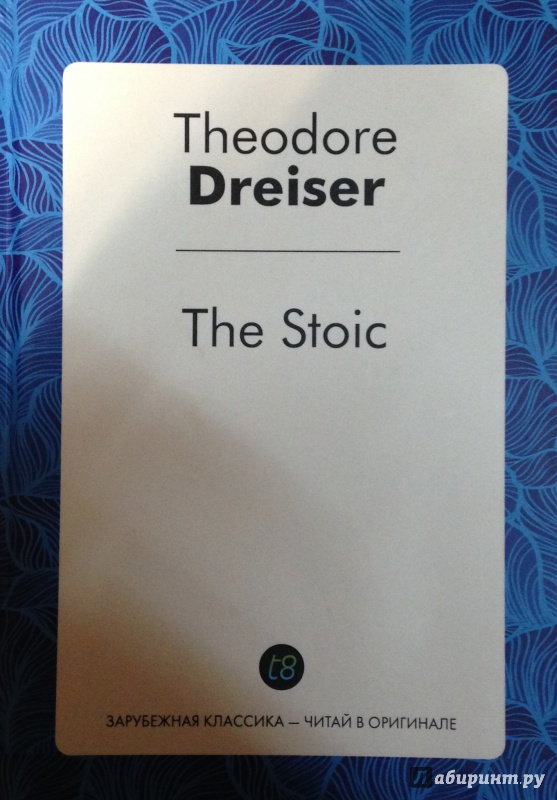 Theodore
Dreiser
The Stoic
t8
ЗАРУБЕЖНАЯ КЛАССИКА — ЧИТАЙ В ОРИГИНАЛЕ
Лабиринт.ру